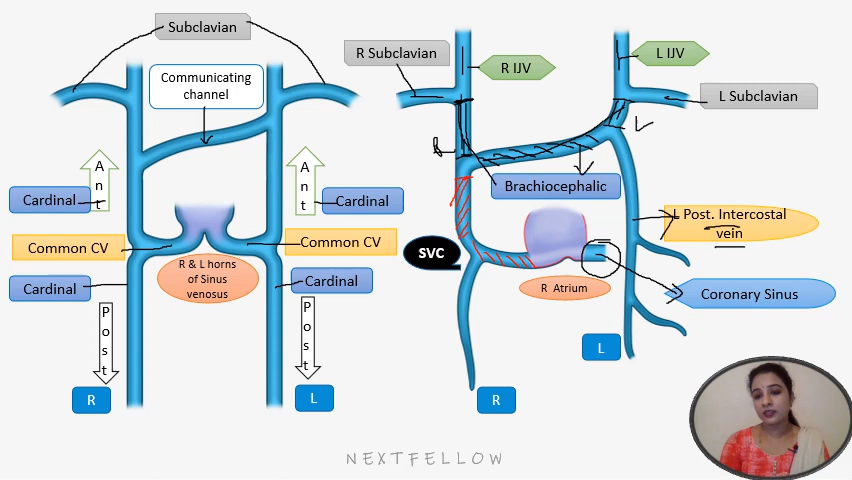 Subclavian
Communicating
channel
A
n
t
A
n
t
Cardinal
Cardinal
Common CV
Common CV
R & L horns
of Sinus
venosus
Cardinal
Cardinal
P
o
s
t
P
o
s
t
R
L
R Subclavian
R IJV
L IJV
L Subclavian
L
Brachiocephalic
L Post. Intercostal
vein
SVC
R Atrium
Coronary Sinus
L
R
NEXTFELLOW